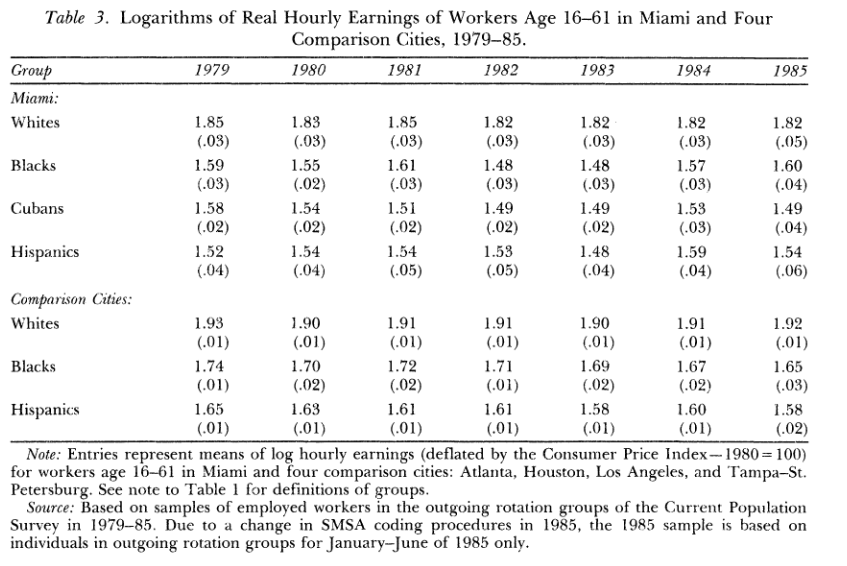 Table 3. Logarithms of Real Hourly Earnings of Workers Age 16–61 in Miami and Four
Comparison Cities, 1979–85.
Group 1979 1980 1981 1982 1983 1984 1985
Miami:
Whites 1.85 1.83 1.85 1.82 1.82 1.82 1.82
(.03) (.03) (.03) (.03) (.03) (.03) (.05)
Blacks 1.59 1.55 1.61 1.48 1.48 1.57 1.60
(.03) (.02) (.03) (.03) (.03) (.03) (.04)
Cubans 1.58 1.54 1.51 1.49 1.49 1.53 1.49
(.02) (.02) (.02) (.02) (.02) (.03) (.04)
Hispanics 1.52 1.54 1.54 1.53 1.48 1.59 1.54
(.04) (.04) (.05) (.05) (.04) (.04) (.06)
Comparison Cities:
Whites 1.93 1.90 1.91 1.91 1.90 1.91 1.92
(.01) (.01) (.01) (.01) (.01) (.01) (.01)
Blacks 1.74 1.70 1.72 1.71 1.69 1.67 1.65
(.01) (.02) (.02) (.01) (.02) (.02) (.03)
Hispanics 1.65 1.63 1.61 1.61 1.58 1.60 1.58
(.01) (.01) (.01) (.01) (.01) (.01) (.02)
Note: Entries represent means of log hourly earnings (deflated by the Consumer Price Index—1980=100)
for workers age 16–61 in Miami and four comparison cities: Atlanta, Houston, Los Angeles, and Tampa–St.
Petersburg. See note to Table 1 for definitions of groups.
Source: Based on samples of employed workers in the outgoing rotation groups of the Current Population
Survey in 1979–85. Due to a change in SMSA coding procedures in 1985, the 1985 sample is based on
individuals in outgoing rotation groups for January–June of 1985 only.